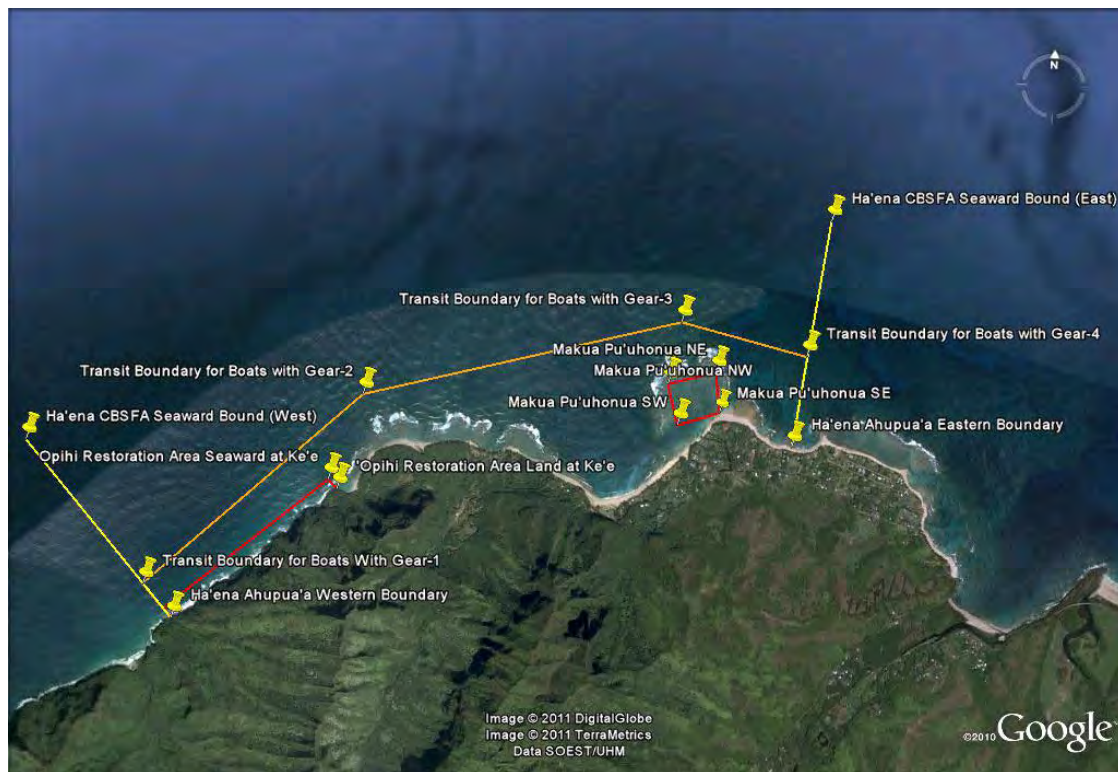 N
Ha'ena CBSFA Seaward Bound (East)
Transit Boundary for Boats with Gear-3
Transit Boundary for Boats with Gear-4
Makua Pu'uhonua NE
Makua Pu'uhonua NW
Transit Boundary for Boats with Gear-2
Makua Pu'uhonua SE
Makua Pu'uhonua SW
Ha'ena CBSFA Seaward Bound (West)
Ha'ena Ahupua'a Eastern Boundary
Opihi Restoration Area Seaward at Ke'e
'Opihi Restoration Area Land at Ke'e
Transit Boundary for Boats With Gear-1
Ha'ena Ahupua'a Western Boundary
Image © 2011 DigitalGlobe
Image © 2011 TerraMetrics
Data SOEST/UHM
©2010 Google